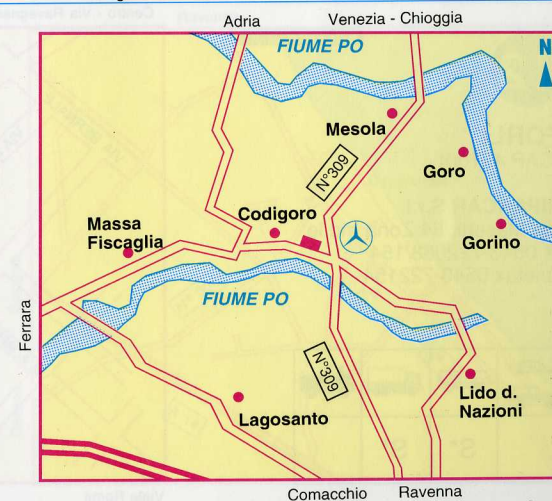 Adria
Venezia - Chioggia
FIUME PO
N
Mesola
N°309
Goro
Codigoro
Massa
Fiscaglia
Gorino
FIUME PO
Ferrara
N°309
Lido d.
Nazioni
Lagosanto
Comacchio
Ravenna